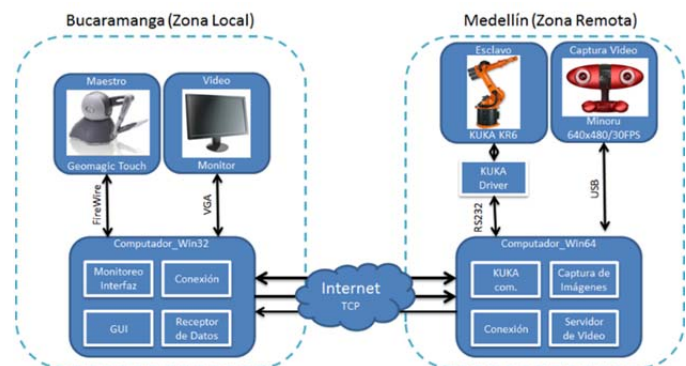 Bucaramanga (Zona Local)
Medellín (Zona Remota)
Maestro
Geomagic Touch
Video
Monitor
Esclavo
KUKA KR6
Captura Video
Minoru
640x480/30FPS
KUKA
Driver
FireWire
VGA
RS232
USB
Computador_Win32
Monitoreo
Interfaz
Conexión
GUI
Receptor
de Datos
Internet
TCP
Computador_Win64
KUKA
com.
Captura de
Imágenes
Conexión
Servidor
de Video